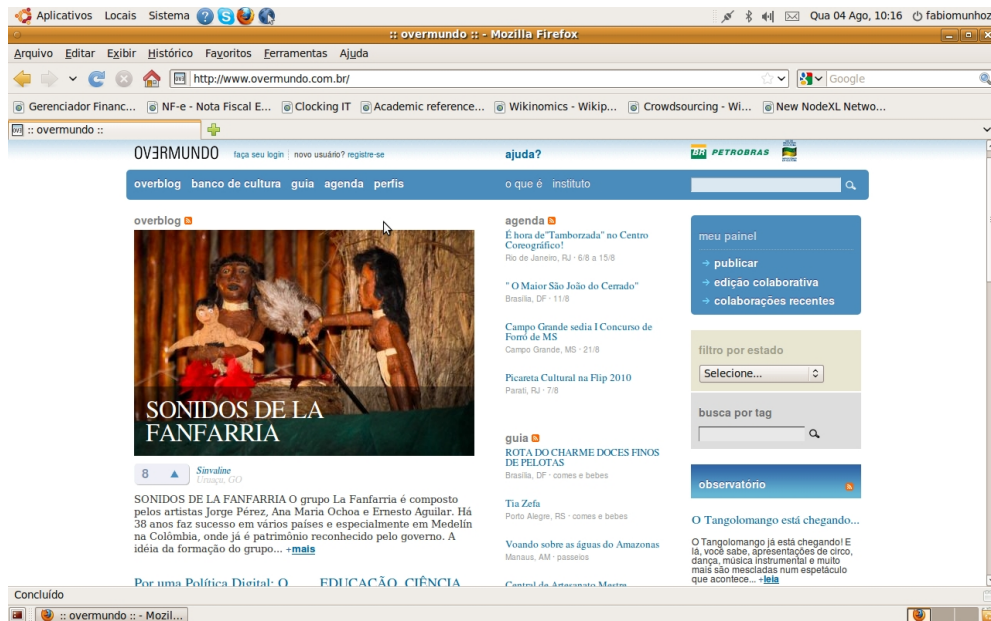 Aplicativos Locais Sistema
Qua 04 Ago, 10:16 fabiomunhoz
:: overmundo :: - Mozilla Firefox
Arquivo Editar Exibir Histórico Favoritos Ferramentas Ajuda
http://www.overmundo.com.br/
Google
Gerenciador Financ... NF-e - Nota Fiscal E... Clocking IT Academic reference... Wikinomics - Wikip... Crowdsourcing - Wi... New NodeXL Netwo...
:: overmundo ::
OVERMUNDO faça seu login novo usuário? registre-se
ajuda?
BR PETROBRAS
overblog banco de cultura guia agenda perfis
o que é instituto
overblog
SONIDOS DE LA
FANFARRIA
8
Sinvaline
Uruaçu, GO
SONIDOS DE LA FANFARRIA O grupo La Fanfarria é composto
pelos artistas Jorge Pérez, Ana Maria Ochoa e Ernesto Aguilar. Há
38 anos faz sucesso em vários países e especialmente em Medelín
na Colômbia, onde já é patrimônio reconhecido pelo governo. A
idéia da formação do grupo... +mais
Por uma Política Digital: O
EDUCAÇÃO, CIÊNCIA
agenda
É hora de"Tamborzada" no Centro
Coreográfico!
Rio de Janeiro, RJ · 6/8 a 15/8
" O Maior São João do Cerrado"
Brasília, DF · 11/8
Campo Grande sedia I Concurso de
Forró de MS
Campo Grande, MS · 21/8
Picareta Cultural na Flip 2010
Parati, RJ · 7/8
guia
ROTA DO CHARME DOCES FINOS
DE PELOTAS
Brasília, DF · comes e bebes
Tia Zefa
Porto Alegre, RS · comes e bebes
Voando sobre as águas do Amazonas
Manaus, AM · passeios
Central de Artesanato Mestre
meu painel
publicar
edição colaborativa
colaborações recentes
filtro por estado
Selecione...
busca por tag
observatório
O Tangolomango está chegando...
O Tangolomango já está chegando! E
lá, você sabe, apresentações de circo,
dança, música instrumental e muito
mais são mescladas num espetáculo
que acontece... +leia
Concluído
:: overmundo :: - Mozil...